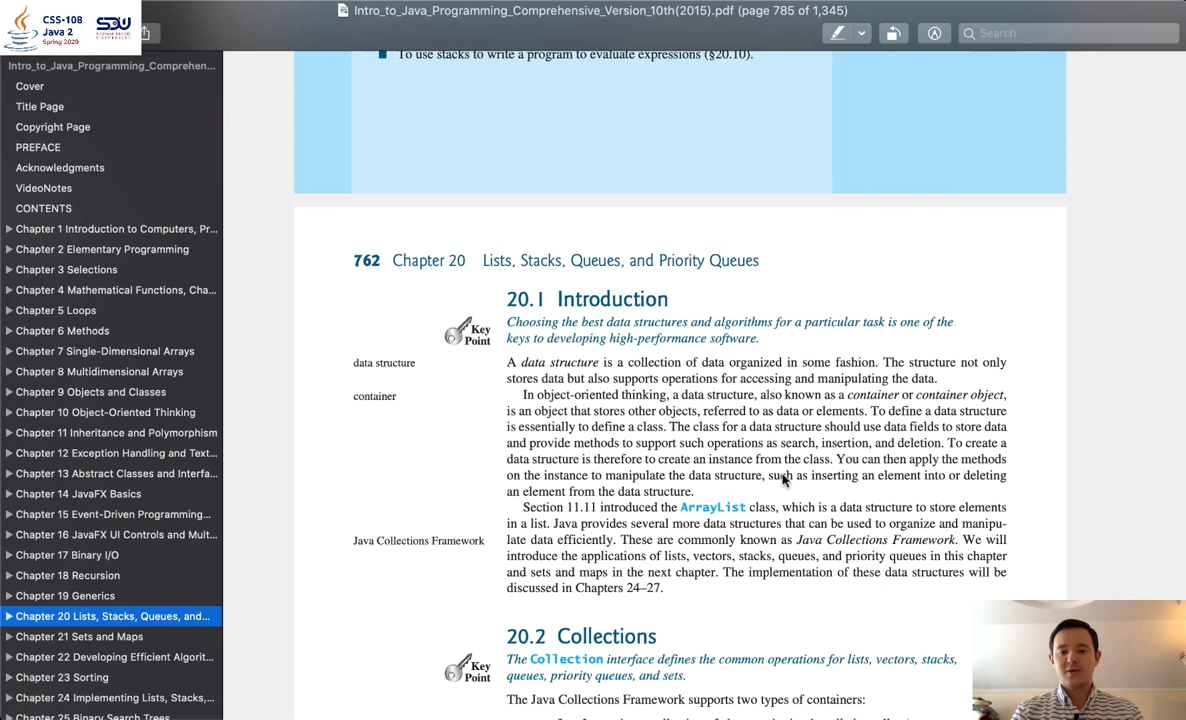 CSS-108
Java 2
Spring 2020
SDU
Intro_to_Java_Programming_Comprehensive_Version_10th(2015).pdf (page 785 of 1,345)
Search
Intro_to_Java_Programming_Comprehen...
Cover
Title Page
Copyright Page
PREFACE
Acknowledgments
VideoNotes
CONTENTS
Chapter 1 Introduction to Computers, Pr...
Chapter 2 Elementary Programming
Chapter 3 Selections
Chapter 4 Mathematical Functions, Cha...
Chapter 5 Loops
Chapter 6 Methods
Chapter 7 Single-Dimensional Arrays
Chapter 8 Multidimensional Arrays
Chapter 9 Objects and Classes
Chapter 10 Object-Oriented Thinking
Chapter 11 Inheritance and Polymorphism
Chapter 12 Exception Handling and Text...
Chapter 13 Abstract Classes and Interfa...
Chapter 14 JavaFX Basics
Chapter 15 Event-Driven Programming...
Chapter 16 JavaFX UI Controls and Mult...
Chapter 17 Binary I/O
Chapter 18 Recursion
Chapter 19 Generics
Chapter 20 Lists, Stacks, Queues, and...
Chapter 21 Sets and Maps
Chapter 22 Developing Efficient Algorit...
Chapter 23 Sorting
Chapter 24 Implementing Lists, Stacks,...
Chapter 25 Binary Search Trees
To use stacks to write a program to evaluate expressions (§20.10).
762 Chapter 20 Lists, Stacks, Queues, and Priority Queues
20.1 Introduction
Key
Point
Choosing the best data structures and algorithms for a particular task is one of the
keys to developing high-performance software.
data structure
A data structure is a collection of data organized in some fashion. The structure not only
stores data but also supports operations for accessing and manipulating the data.
container
In object-oriented thinking, a data structure, also known as a container or container object,
is an object that stores other objects, referred to as data or elements. To define a data structure
is essentially to define a class. The class for a data structure should use data fields to store data
and provide methods to support such operations as search, insertion, and deletion. To create a
data structure is therefore to create an instance from the class. You can then apply the methods
on the instance to manipulate the data structure, such as inserting an element into or deleting
an element from the data structure.
Section 11.11 introduced the ArrayList class, which is a data structure to store elements
in a list. Java provides several more data structures that can be used to organize and manipu-
Java Collections Framework
late data efficiently. These are commonly known as Java Collections Framework. We will
introduce the applications of lists, vectors, stacks, queues, and priority queues in this chapter
and sets and maps in the next chapter. The implementation of these data structures will be
discussed in Chapters 24–27.
20.2 Collections
Key
Point
The Collection interface defines the common operations for lists, vectors, stacks,
queues, priority queues, and sets.
The Java Collections Framework supports two types of containers: